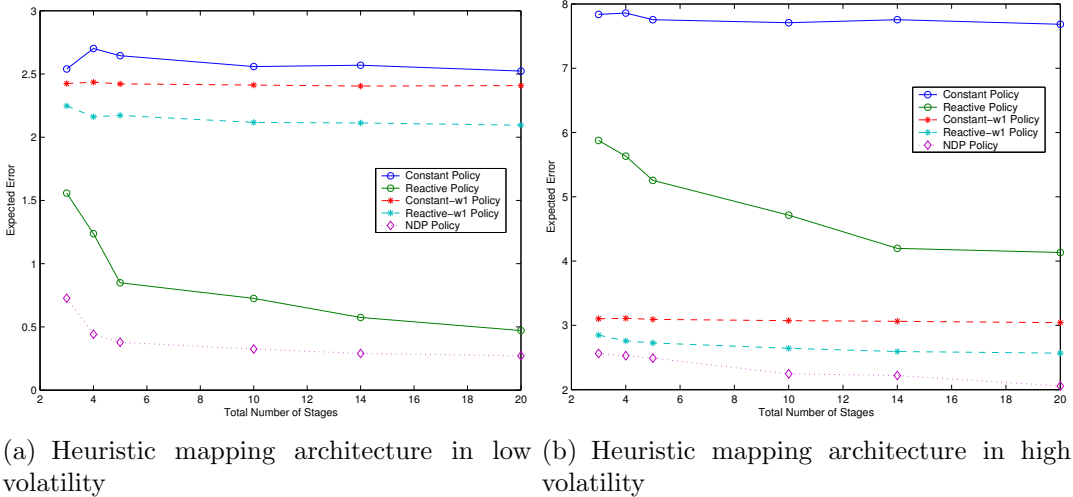 3
2.5
2
1.5
1
0.5
0
2 4 6 8 10 12 14 16 18 20
Expected Error
Total Number of Stages
Constant Policy
Reactive Policy
Constant-w1 Policy
Reactive-w1 Policy
NDP Policy
(a) Heuristic mapping architecture in low
volatility
8
7
6
5
4
3
2
2 4 6 8 10 12 14 16 18 20
Expected Error
Total Number of Stages
Constant Policy
Reactive Policy
Constant-w1 Policy
Reactive-w1 Policy
NDP Policy
(b) Heuristic mapping architecture in high
volatility